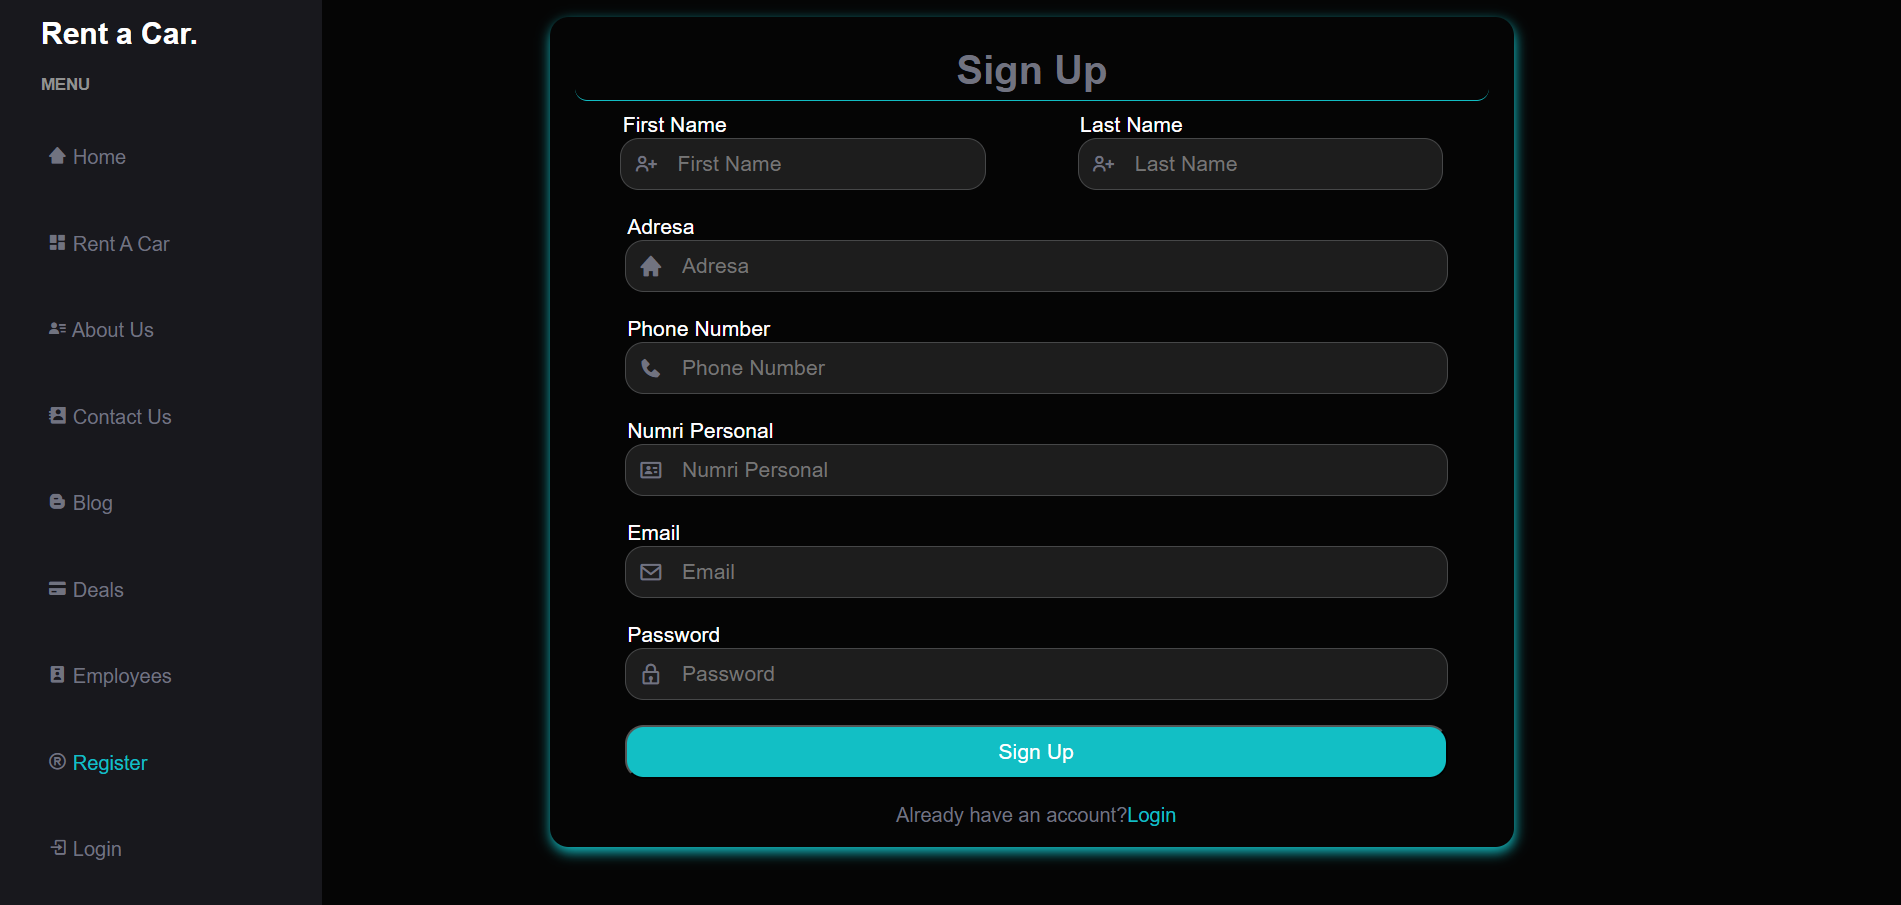 Rent a Car.
MENU
Home
Rent A Car
About Us
Contact Us
Blog
Deals
Employees
Register
Login
Sign Up
First Name
Last Name
First Name
Last Name
Adresa
Adresa
Phone Number
Phone Number
Numri Personal
Numri Personal
Email
Email
Password
Password
Sign Up
Already have an account?Login